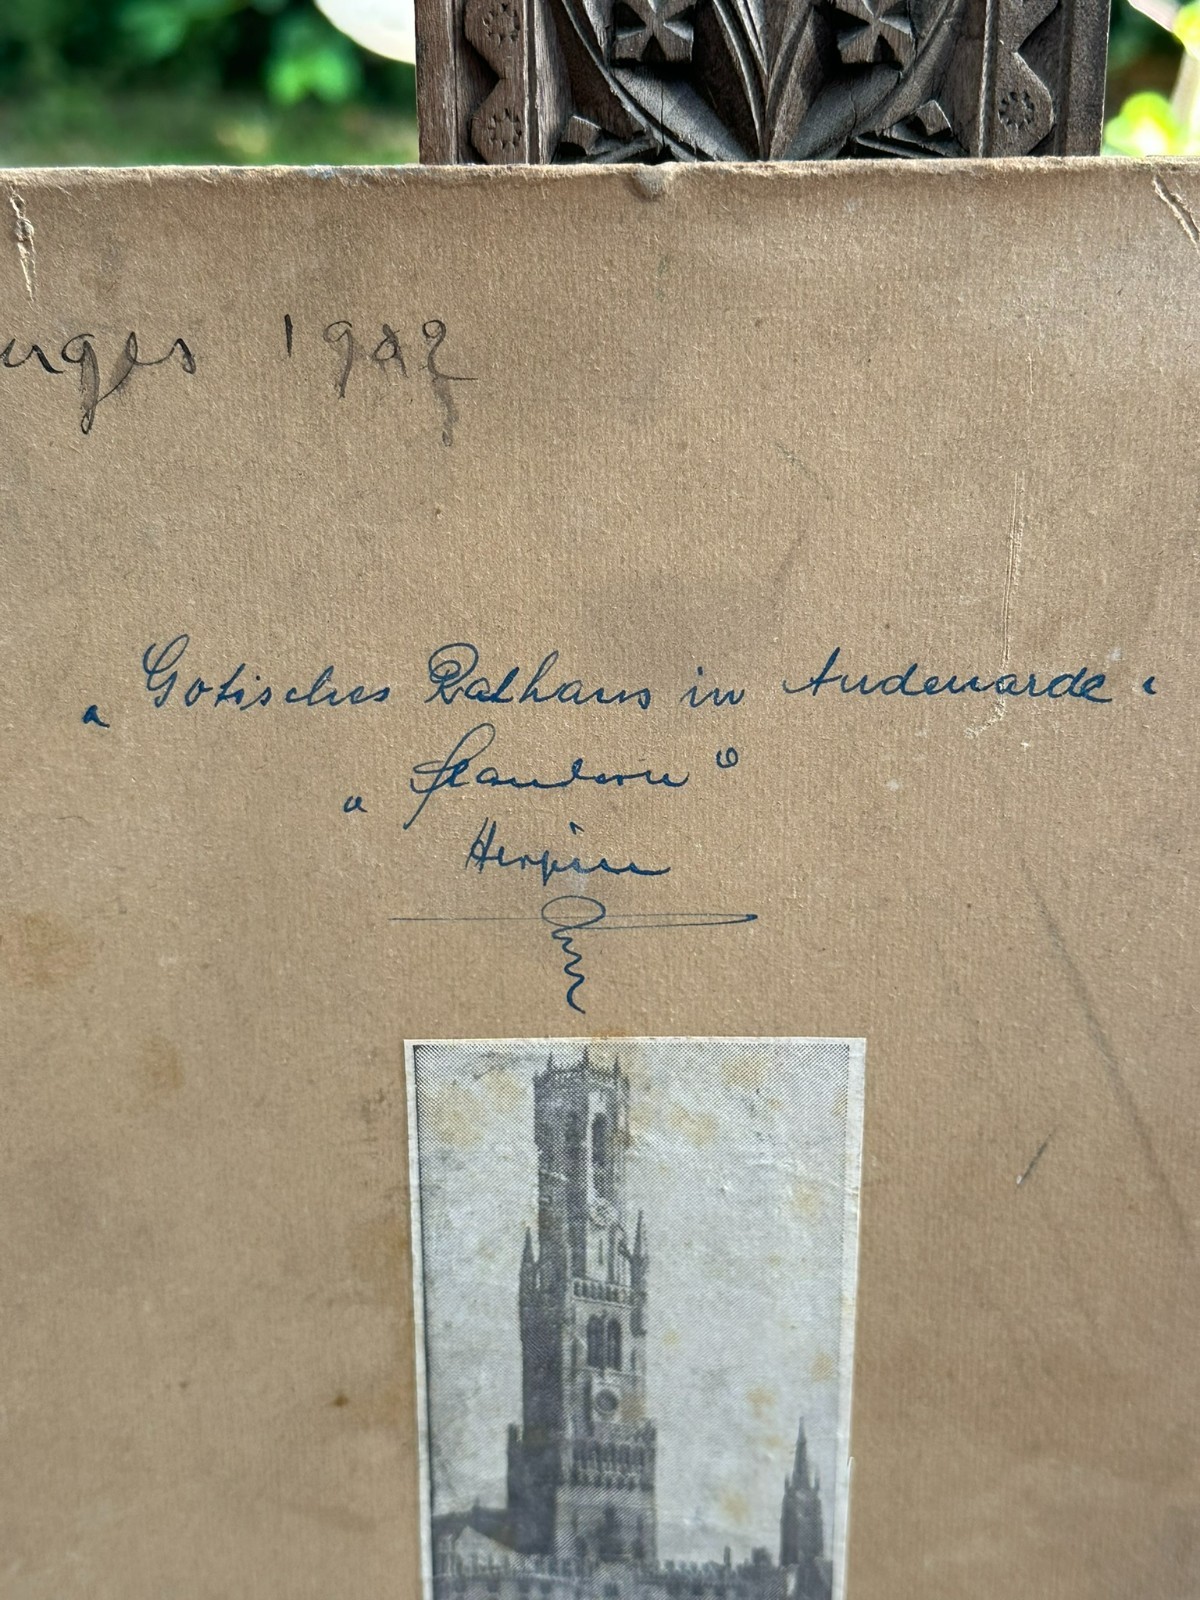 uges 1942
„Gotisches Rathaus in Audenarde“
„Flandern“